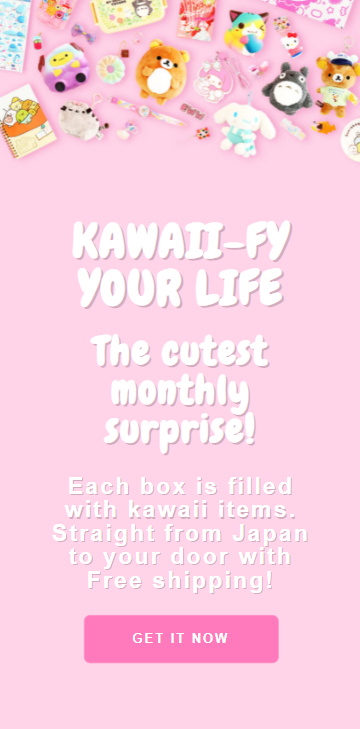 KAWAII-FY
YOUR LIFE
The cutest
monthly
surprise!
Each box is filled
with kawaii items.
Straight from Japan
to your door with
Free shipping!
GET IT NOW